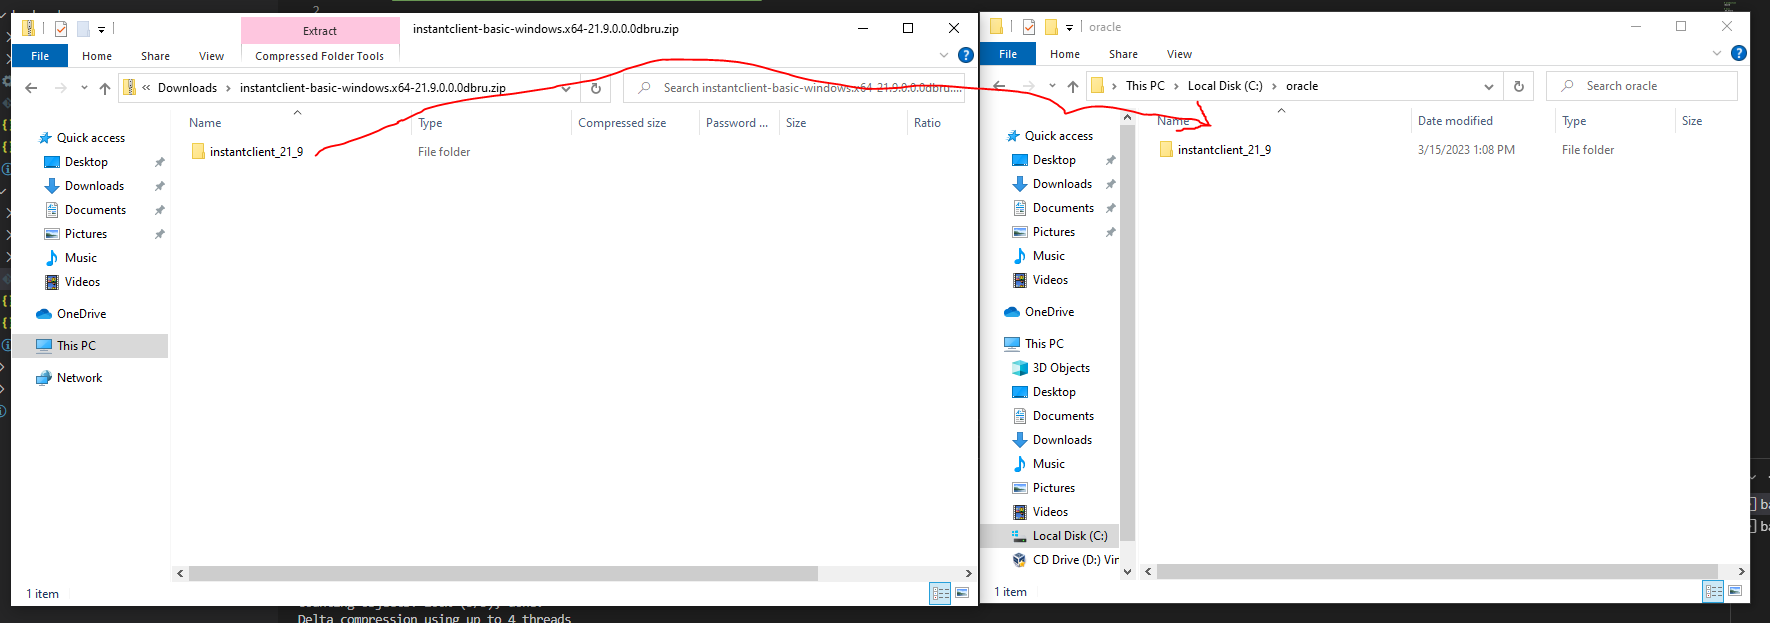 2
Extract
instantclient-basic-windows.x64-21.9.0.0.0dbru.zip
File
Home
Share
View
Compressed Folder Tools
« Downloads › instantclient-basic-windows.x64-21.9.0.0.0dbru.zip
Search instantclient-basic-windows.x64-21.9.0.0.0dbru....
Name
Type
Compressed size
Password ...
Size
Ratio
instantclient_21_9
File folder
Quick access
Desktop
Downloads
Documents
Pictures
Music
Videos
OneDrive
This PC
Network
1 item
oracle
File
Home
Share
View
› This PC › Local Disk (C:) › oracle
Search oracle
Name
Date modified
Type
Size
instantclient_21_9
3/15/2023 1:08 PM
File folder
Quick access
Desktop
Downloads
Documents
Pictures
Music
Videos
OneDrive
This PC
3D Objects
Desktop
Documents
Downloads
Music
Pictures
Videos
Local Disk (C:)
CD Drive (D:) Vir
1 item
ba
ba
Delta compression using up to 4 threads